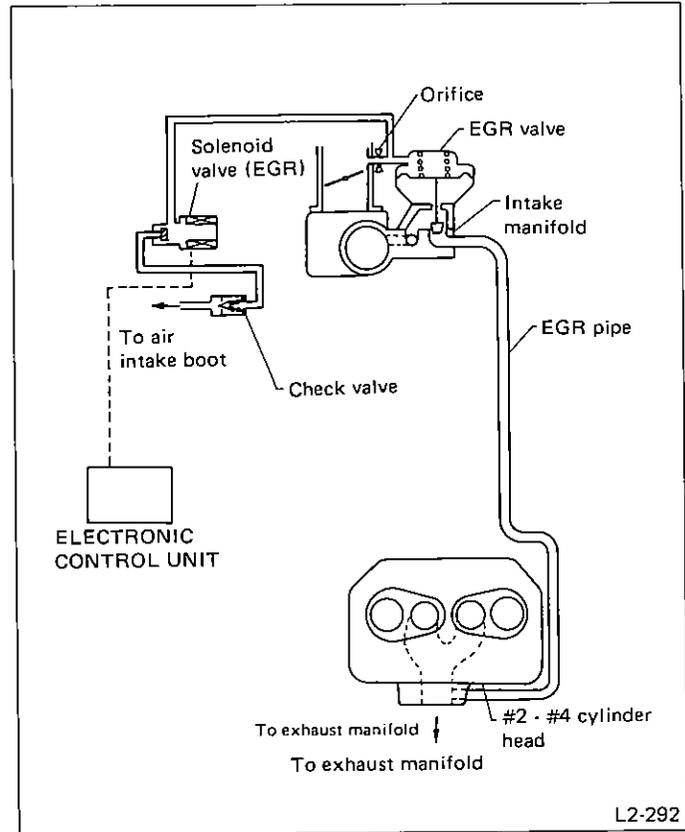 Orifice
EGR valve
Solenoid
valve (EGR)
Intake
manifold
EGR pipe
To air
intake boot
Check valve
ELECTRONIC
CONTROL UNIT
#2 - #4 cylinder
head
To exhaust manifold
To exhaust manifold
L2-292